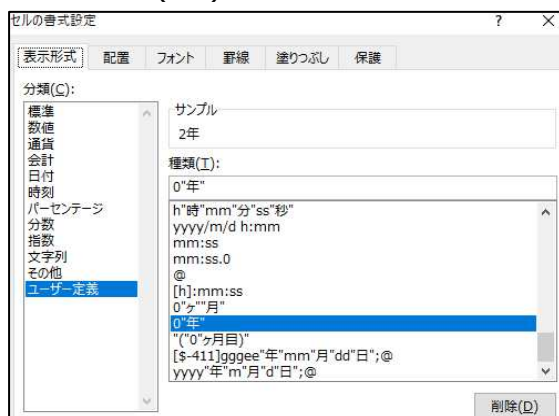 セルの書式設定 ? ×
表示形式 配置 フォント 罫線 塗りつぶし 保護
分類(C):
標準
数値
通貨
会計
日付
時刻
パーセンテージ
分数
指数
文字列
その他
ユーザー定義
サンプル
2年
種類(T):
0"年"
h"時"mm"分"ss"秒"
yyyy/m/d h:mm
mm:ss
mm:ss.0
@
[h]:mm:ss
0"ヶ""月"
0"年"
"("0"ヶ月目)"
[$-411]ggge"年"mm"月"dd"日";@
yyyy"年"m"月"d"日";@
削除(D)